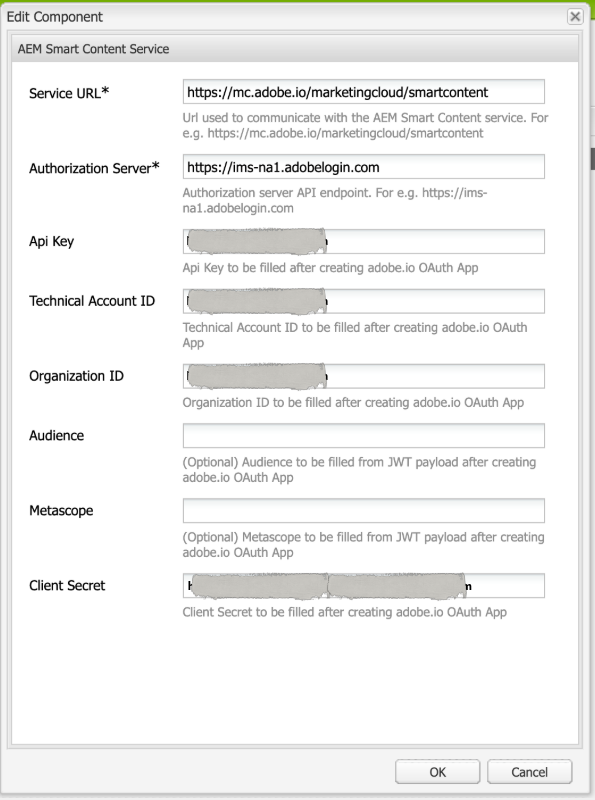 Edit Component
AEM Smart Content Service
Service URL*
https://mc.adobe.io/marketingcloud/smartcontent
Url used to communicate with the AEM Smart Content service. For
e.g. https://mc.adobe.io/marketingcloud/smartcontent
Authorization Server*
https://ims-na1.adobelogin.com
Authorization server API endpoint. For e.g. https://ims-
na1.adobelogin.com
Api Key
Api Key to be filled after creating adobe.io OAuth App
Technical Account ID
Technical Account ID to be filled after creating adobe.io OAuth
App
Organization ID
Organization ID to be filled after creating adobe.io OAuth App
Audience
(Optional) Audience to be filled from JWT payload after creating
adobe.io OAuth App
Metascope
(Optional) Metascope to be filled from JWT payload after creating
adobe.io OAuth App
Client Secret
Client Secret to be filled after creating adobe.io OAuth App
OK
Cancel